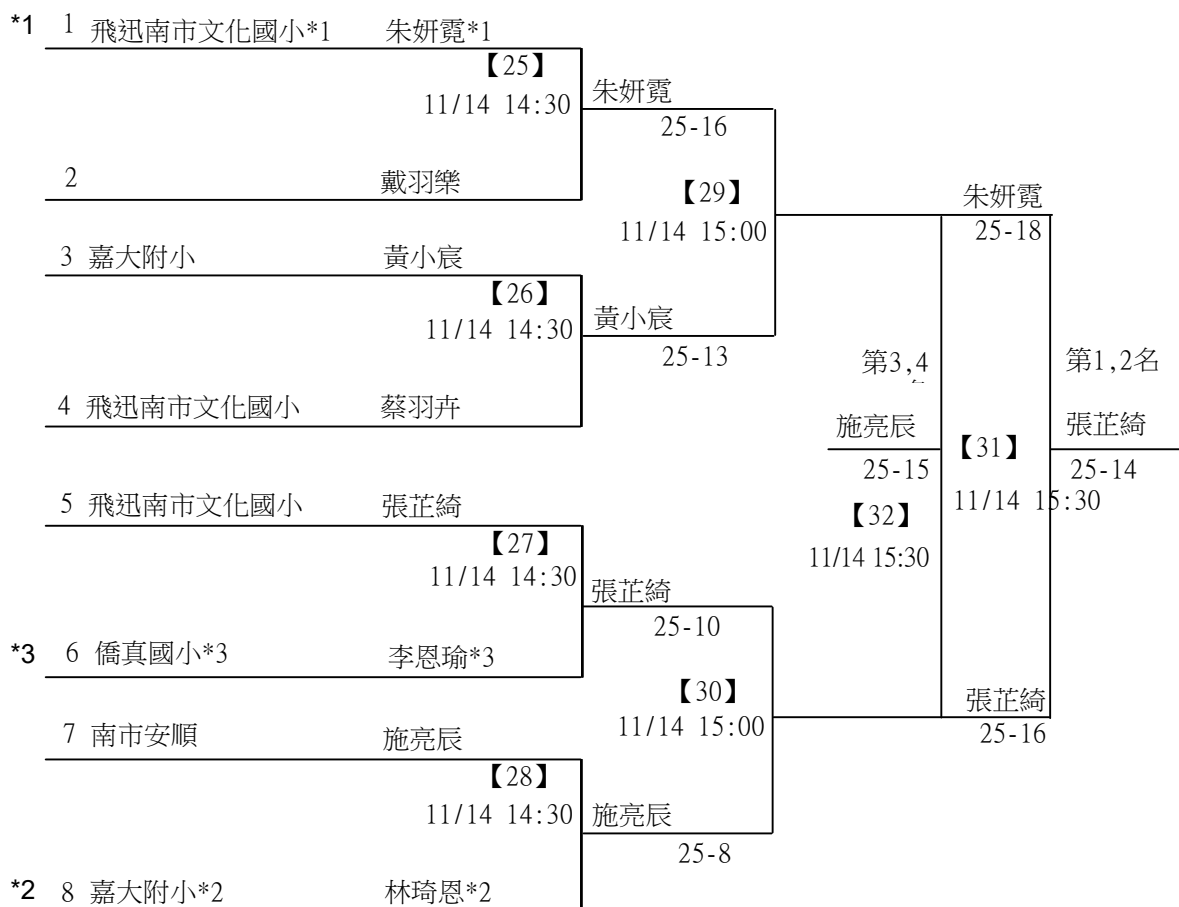 *1 1 飛迅南市文化國小*1 朱妍霓*1
【25】
11/14 14:30
朱妍霓
25-16
2 戴羽樂
【29】
11/14 15:00
朱妍霓
25-18
3 嘉大附小 黃小宸
【26】
11/14 14:30
黃小宸
25-13
4 飛迅南市文化國小 蔡羽卉
第3,4
第1,2名
施亮辰
25-15
【32】
11/14 15:30
【31】
11/14 15:30
張芷綺
25-14
5 飛迅南市文化國小 張芷綺
【27】
11/14 14:30
張芷綺
25-10
*3 6 僑真國小*3 李恩瑜*3
【30】
11/14 15:00
張芷綺
25-16
7 南市安順 施亮辰
【28】
11/14 14:30
施亮辰
25-8
*2 8 嘉大附小*2 林琦恩*2